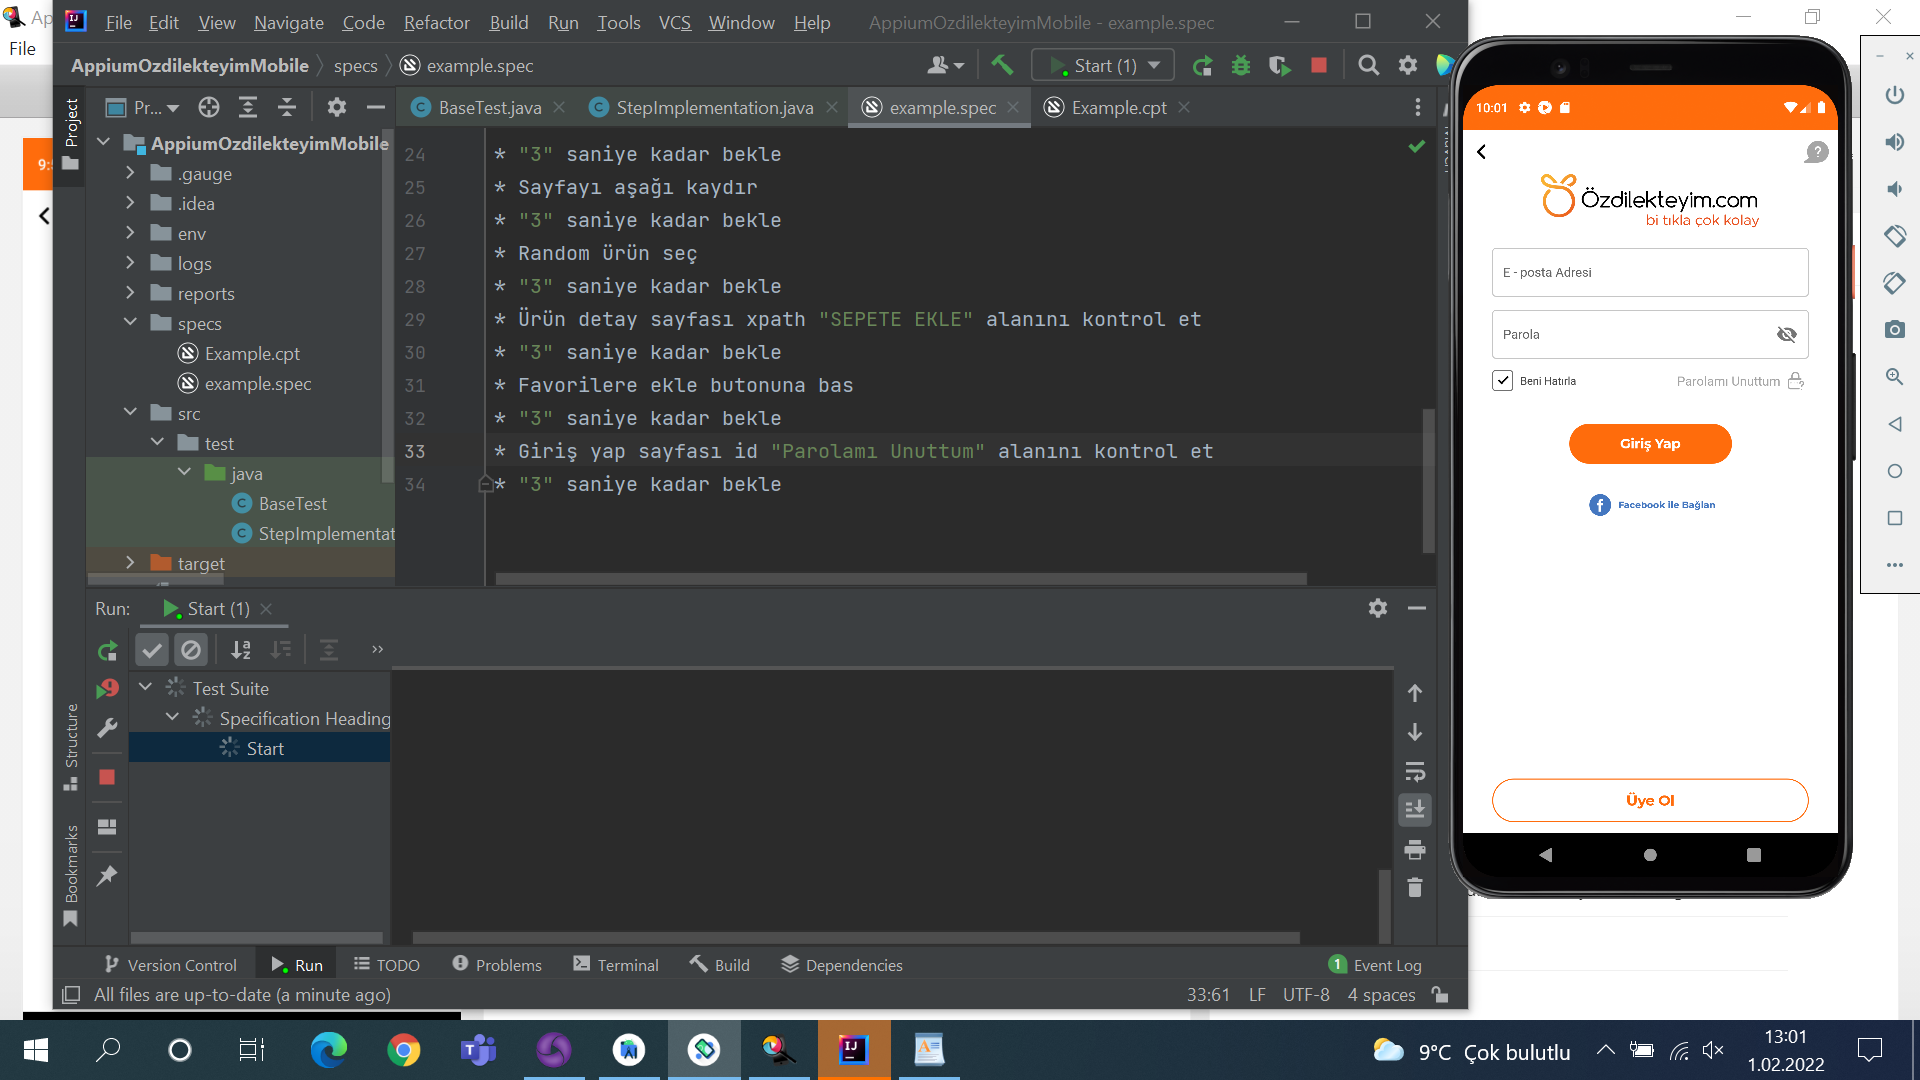 File Edit View Navigate Code Refactor Build Run Tools VCS Window Help AppiumOzdilekteyimMobile - example.spec
File
AppiumOzdilekteyimMobile specs example.spec
Start (1)
Project
Pr...
BaseTest.java
StepImplementation.java
example.spec
Example.cpt
AppiumOzdilekteyimMobile
.gauge
.idea
env
logs
reports
specs
Example.cpt
example.spec
src
test
java
BaseTest
StepImplementat
target
24 * "3" saniye kadar bekle
25 * Sayfayı aşağı kaydır
26 * "3" saniye kadar bekle
27 * Random ürün seç
28 * "3" saniye kadar bekle
29 * Ürün detay sayfası xpath "SEPETE EKLE" alanını kontrol et
30 * "3" saniye kadar bekle
31 * Favorilere ekle butonuna bas
32 * "3" saniye kadar bekle
33 * Giriş yap sayfası id "Parolamı Unuttum" alanını kontrol et
34 * "3" saniye kadar bekle
Run: Start (1)
Test Suite
Specification Heading
Start
Structure
Bookmarks
Version Control Run TODO Problems Terminal Build Dependencies 1 Event Log
All files are up-to-date (a minute ago) 33:61 LF UTF-8 4 spaces
10:01
Özdilekteyim.com
bi tıkla çok kolay
E - posta Adresi
Parola
Beni Hatırla Parolamı Unuttum
Giriş Yap
Facebook ile Bağlan
Üye Ol
9°C Çok bulutlu
13:01
1.02.2022